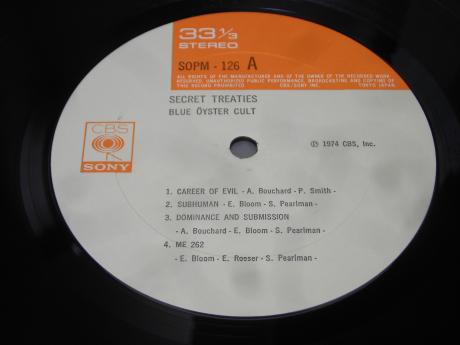 33 1/3
STEREO
SOPM - 126 A
ALL RIGHTS OF THE MANUFACTURER AND OF THE OWNER OF THE RECORDED WORK
RESERVED. UNAUTHORIZED PUBLIC PERFORMANCE, BROADCASTING AND COPYING OF
THIS RECORD PROHIBITED. CBS/SONY INC. TOKYO JAPAN.
SECRET TREATIES
BLUE ÖYSTER CULT
CBS
SONY
℗ 1974 CBS, Inc.
1. CAREER OF EVIL - A. Bouchard - P. Smith -
2. SUBHUMAN - E. Bloom - S. Pearlman -
3. DOMINANCE AND SUBMISSION
- A. Bouchard - E. Bloom - S. Pearlman -
4. ME 262
- E. Bloom - E. Roeser - S. Pearlman -